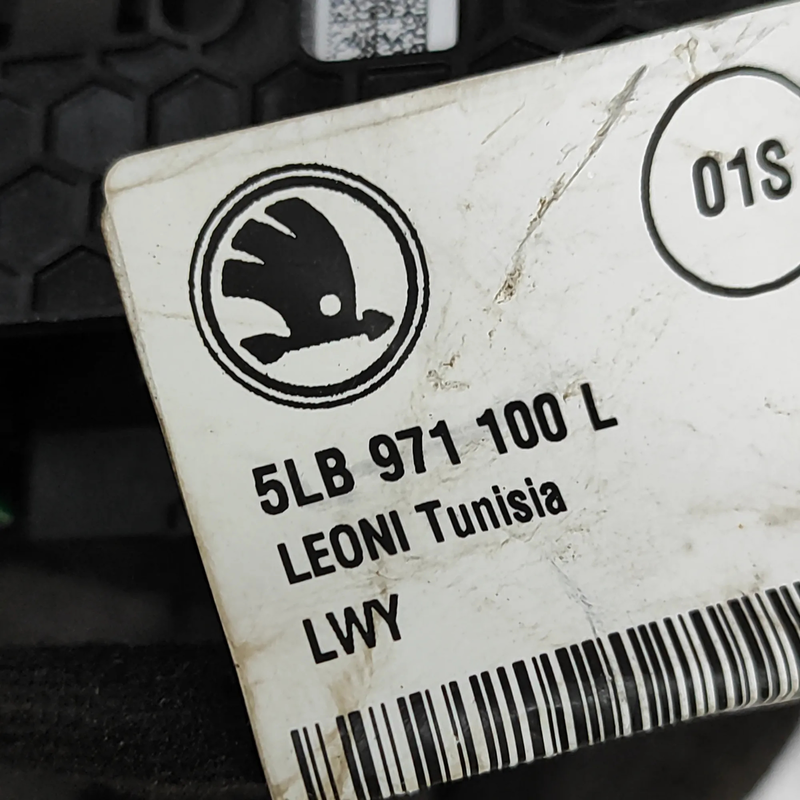 01S
5LB 971 100 L
LEONI Tunisia
LWY